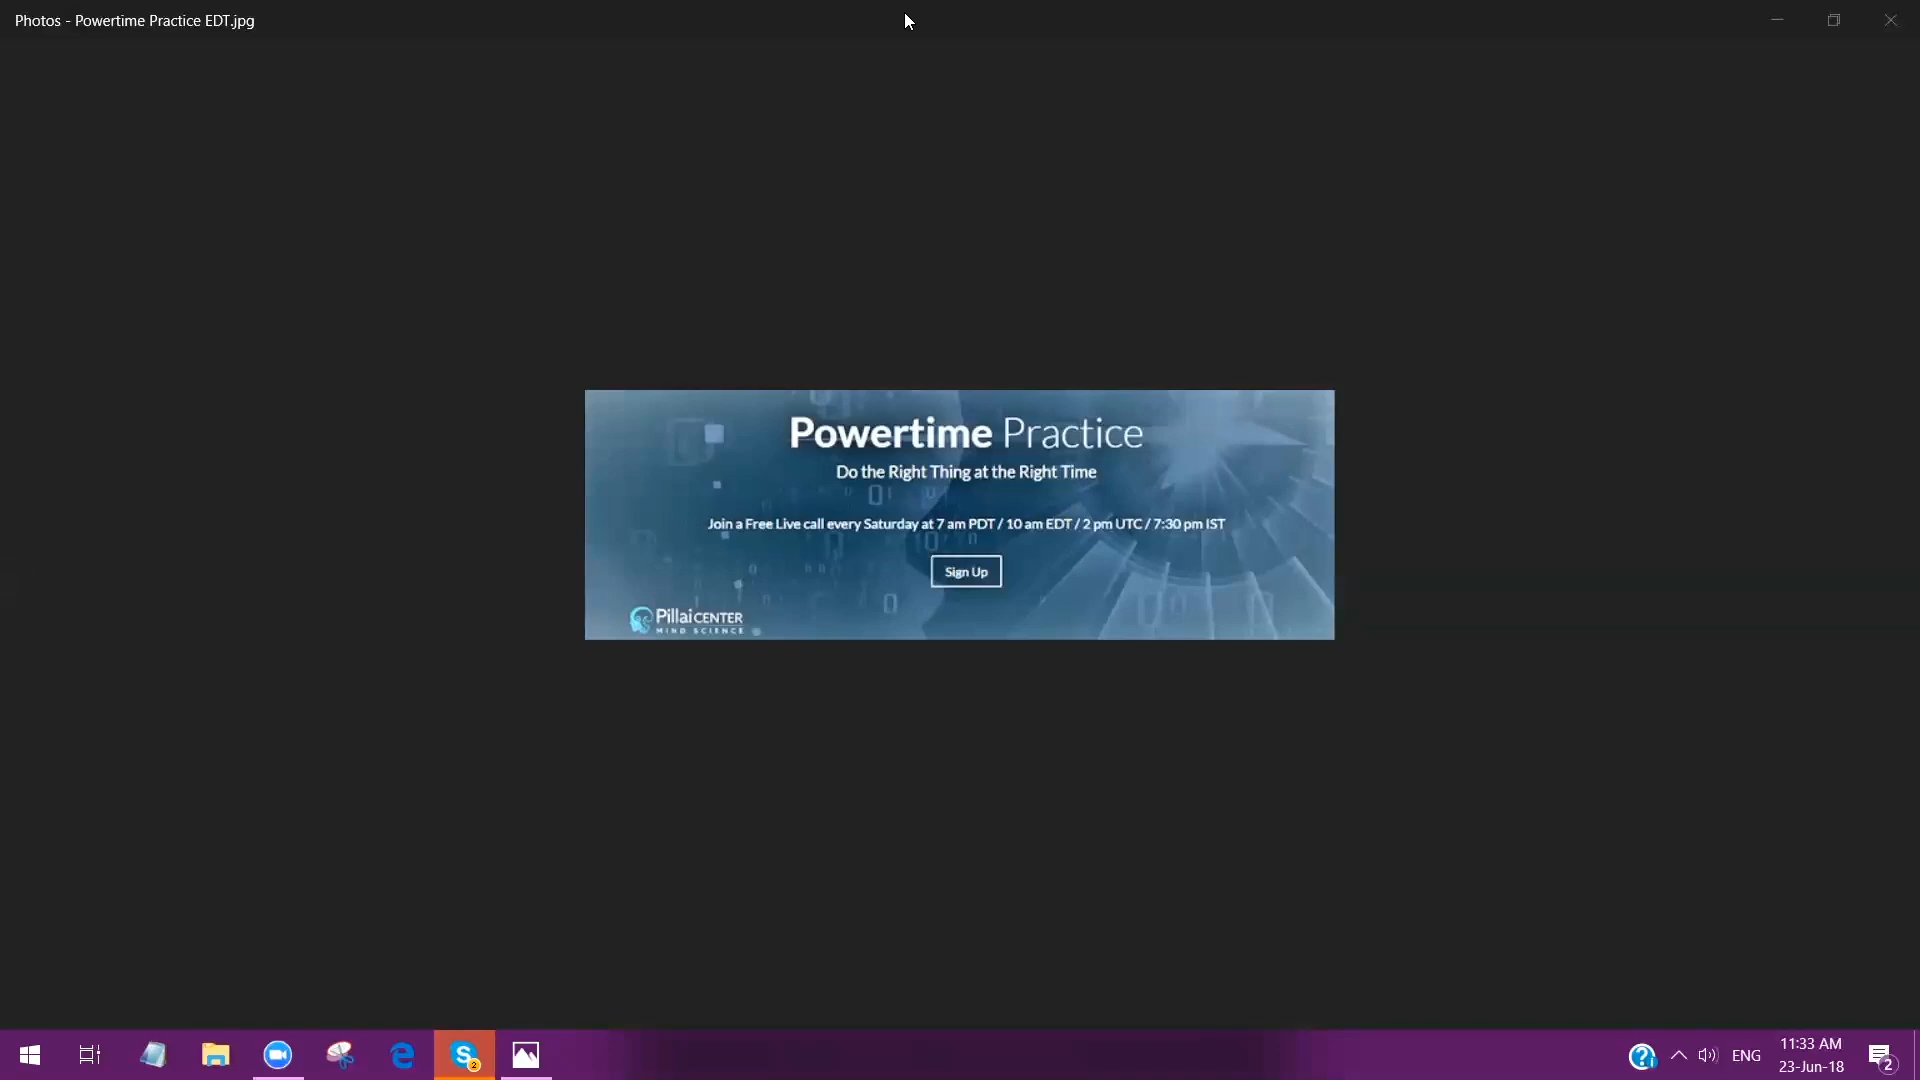 Photos - Powertime Practice EDT.jpg
Powertime Practice
Do the Right Thing at the Right Time
Join a Free Live call every Saturday at 7 am PDT / 10 am EDT / 2 pm UTC / 7:30 pm IST
Sign Up
PillaiCENTER
MIND SCIENCE
S
2
ENG
11:33 AM
23-Jun-18
2